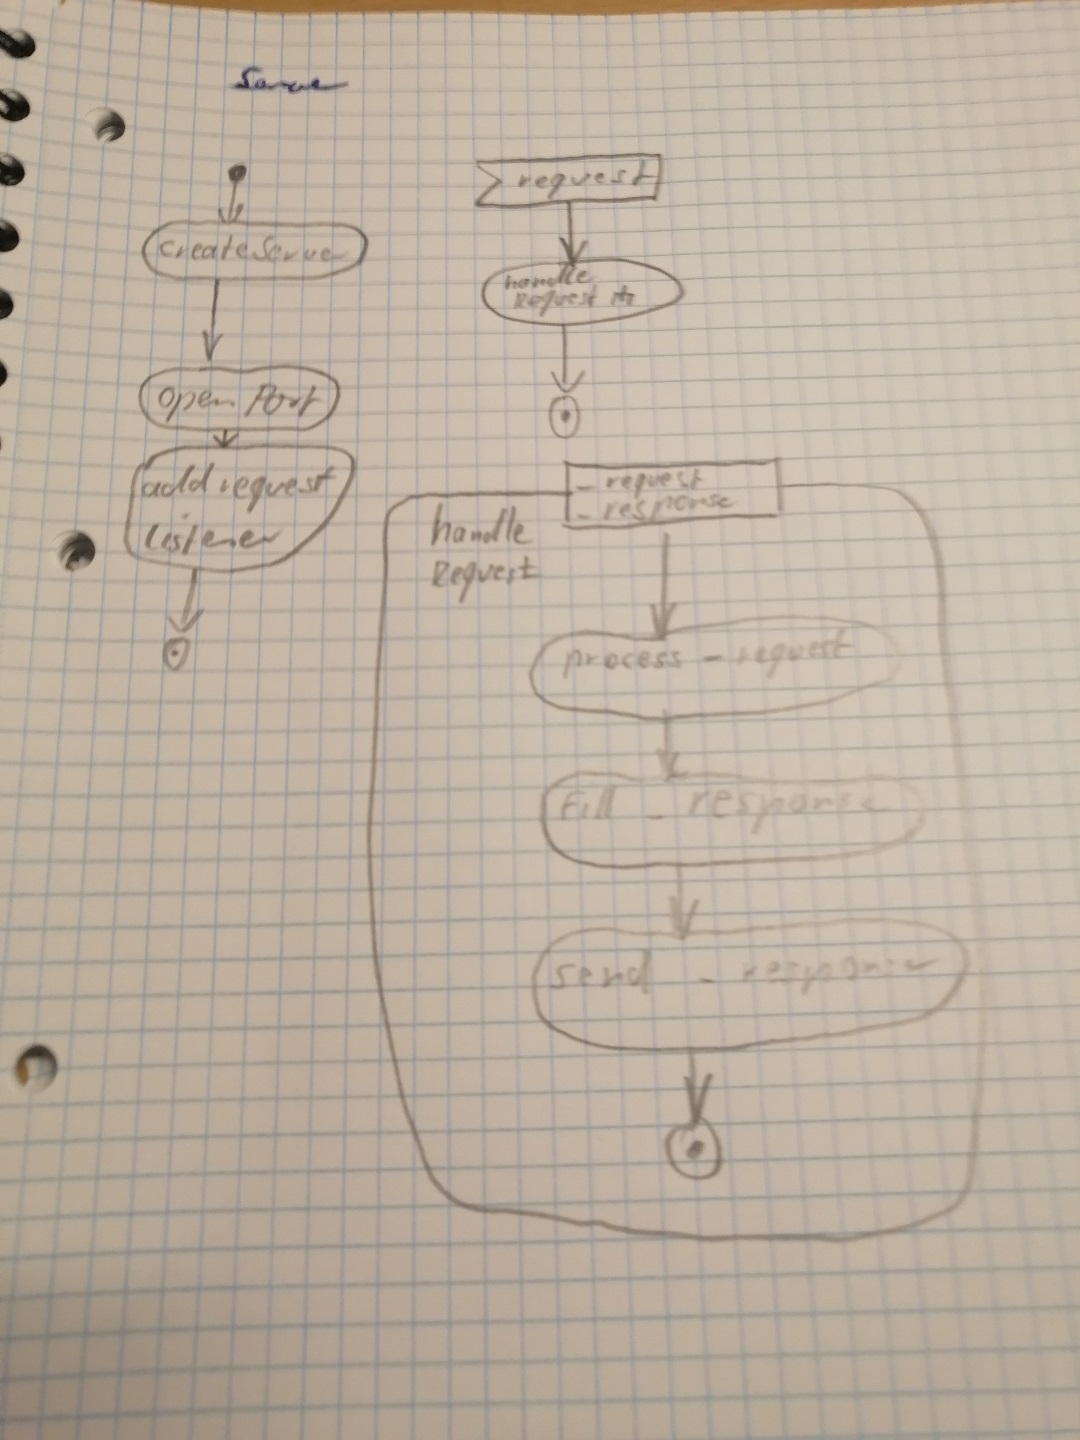 Server
createServer
open Port
add request
Listener
request
handle
Request
- request
- response
handle
Request
process - request
Fill - response
send - response